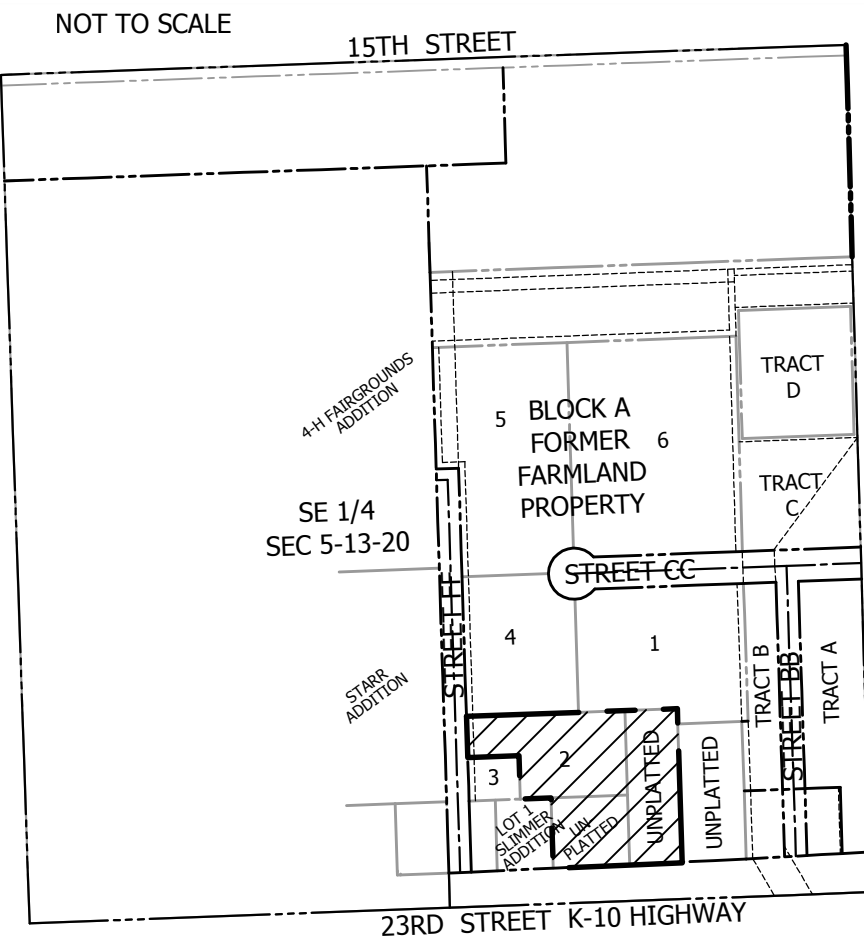 NOT TO SCALE
15TH STREET
4-H FAIRGROUNDS
ADDITION
TRACT
D
5
BLOCK A
FORMER
FARMLAND
PROPERTY
6
TRACT
C
SE 1/4
SEC 5-13-20
STREET CC
STREET FF
4
1
TRACT B
STREET BB
TRACT A
STARR
ADDITION
2
3
UNPLATTED
UNPLATTED
LOT 1
SLIMMER
ADDITION
UN
PLATTED
23RD STREET K-10 HIGHWAY